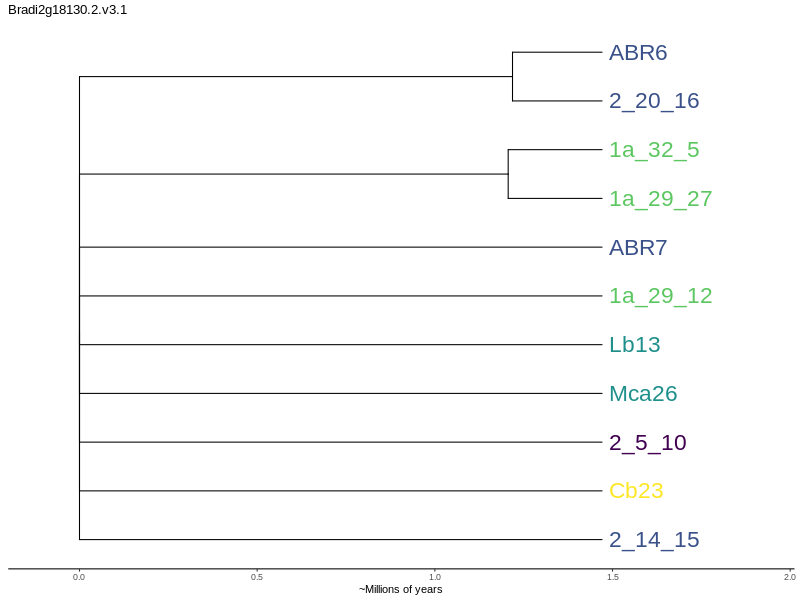 Bradi2g18130.2.v3.1
ABR6
2_20_16
1a_32_5
1a_29_27
ABR7
1a_29_12
Lb13
Mca26
2_5_10
Cb23
2_14_15
0.0 0.5 1.0 1.5 2.0
~Millions of years